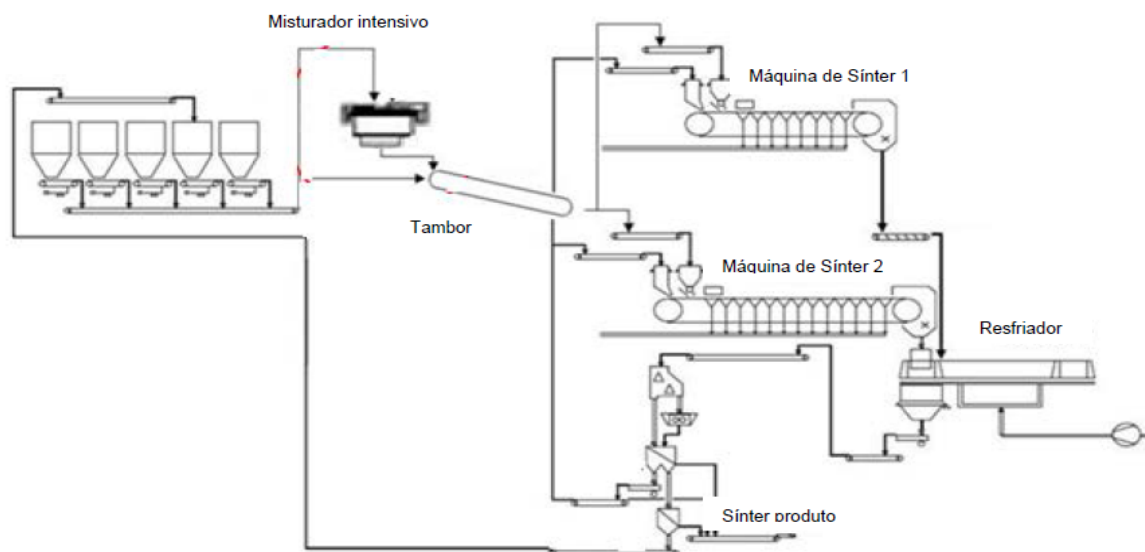 Misturador intensivo
Máquina de Sínter 1
Tambor
Máquina de Sínter 2
Resfriador
Sínter produto